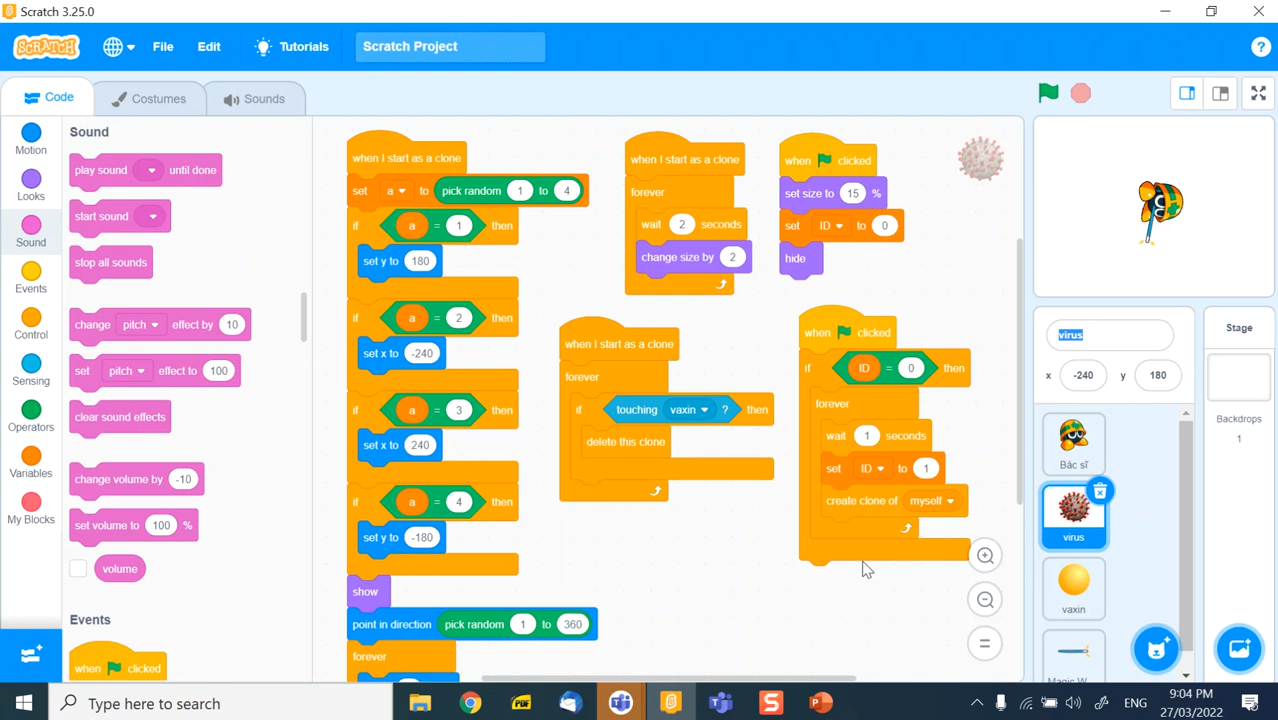 Scratch 3.25.0
SCRATCH
File
Edit
Tutorials
Scratch Project
?
Code
Costumes
Sounds
Motion
Looks
Sound
Events
Control
Sensing
Operators
Variables
My Blocks
Sound
play sound until done
start sound
stop all sounds
change pitch effect by 10
set pitch effect to 100
clear sound effects
change volume by -10
set volume to 100 %
volume
Events
when clicked
when I start as a clone
set a to pick random 1 to 4
if a = 1 then
set y to 180
if a = 2 then
set x to -240
if a = 3 then
set x to 240
if a = 4 then
set y to -180
show
point in direction pick random 1 to 360
forever
when I start as a clone
forever
wait 2 seconds
change size by 2
when I start as a clone
forever
if touching vaxin ? then
delete this clone
when clicked
set size to 15 %
set ID to 0
hide
when clicked
if ID = 0 then
forever
wait 1 seconds
set ID to 1
create clone of myself
virus
x -240 y 180
Bác sĩ
virus
vaxin
Stage
Backdrops
1
Type here to search
PDF
S
P
ENG
9:04 PM
27/03/2022